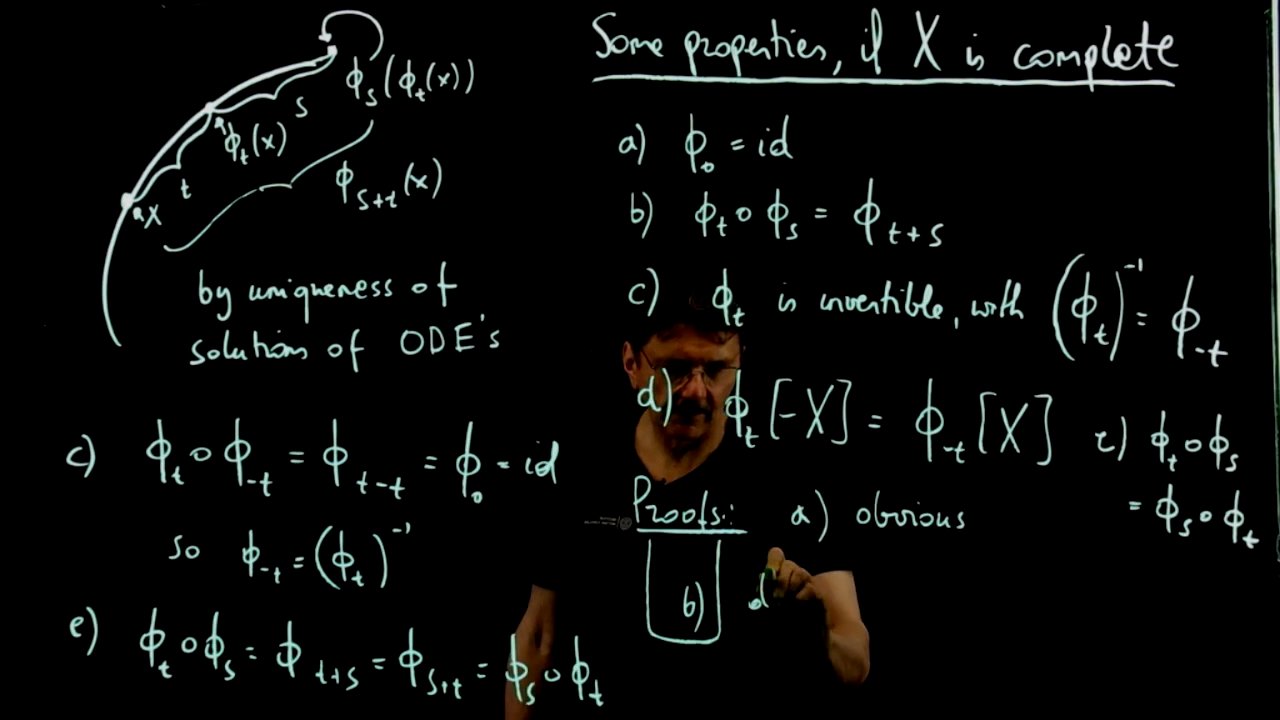 ϕ_s(ϕ_t(x))
s
ϕ_t(x)
t
ϕ_{s+t}(x)
x
by uniqueness of
solutions of ODE's
c) ϕ_t ∘ ϕ_{-t} = ϕ_{t-t} = ϕ_0 = id
so ϕ_{-t} = (ϕ_t)^{-1}
e) ϕ_t ∘ ϕ_s = ϕ_{t+s} = ϕ_{s+t} = ϕ_s ∘ ϕ_t
Some properties, if X is complete
a) ϕ_0 = id
b) ϕ_t ∘ ϕ_s = ϕ_{t+s}
c) ϕ_t is invertible, with (ϕ_t)^{-1} = ϕ_{-t}
d) ϕ_t[-X] = ϕ_{-t}[X]
e) ϕ_t ∘ ϕ_s
= ϕ_s ∘ ϕ_t
Proofs: a) obvious
b) d